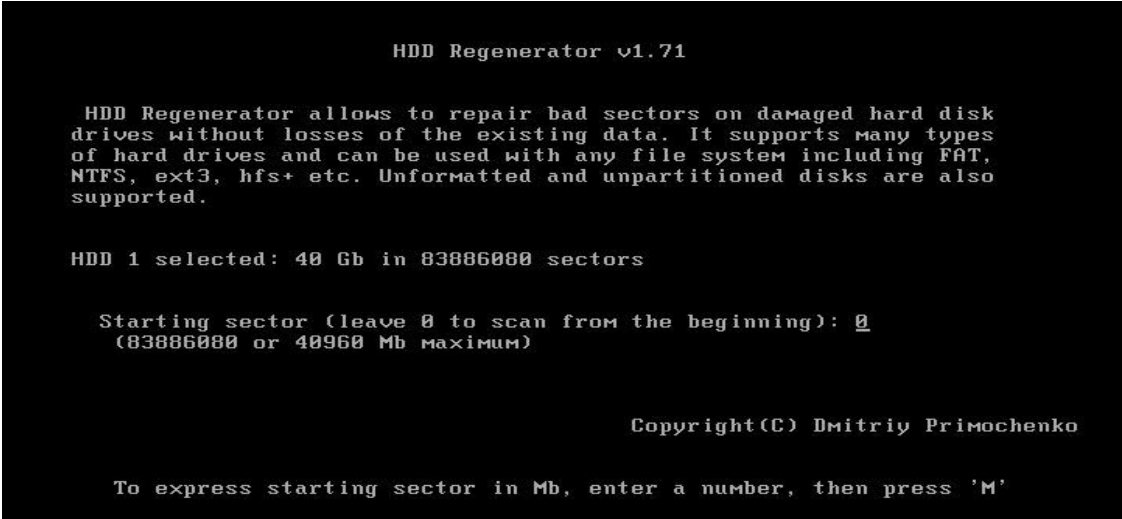 HDD Regenerator v1.71
HDD Regenerator allows to repair bad sectors on damaged hard disk
drives without losses of the existing data. It supports many types
of hard drives and can be used with any file system including FAT,
NTFS, ext3, hfs+ etc. Unformatted and unpartitioned disks are also
supported.
HDD 1 selected: 40 Gb in 83886080 sectors
Starting sector (leave 0 to scan from the beginning): 0
(83886080 or 40960 Mb maximum)
Copyright(C) Dmitriy Primochenko
To express starting sector in Mb, enter a number, then press 'M'